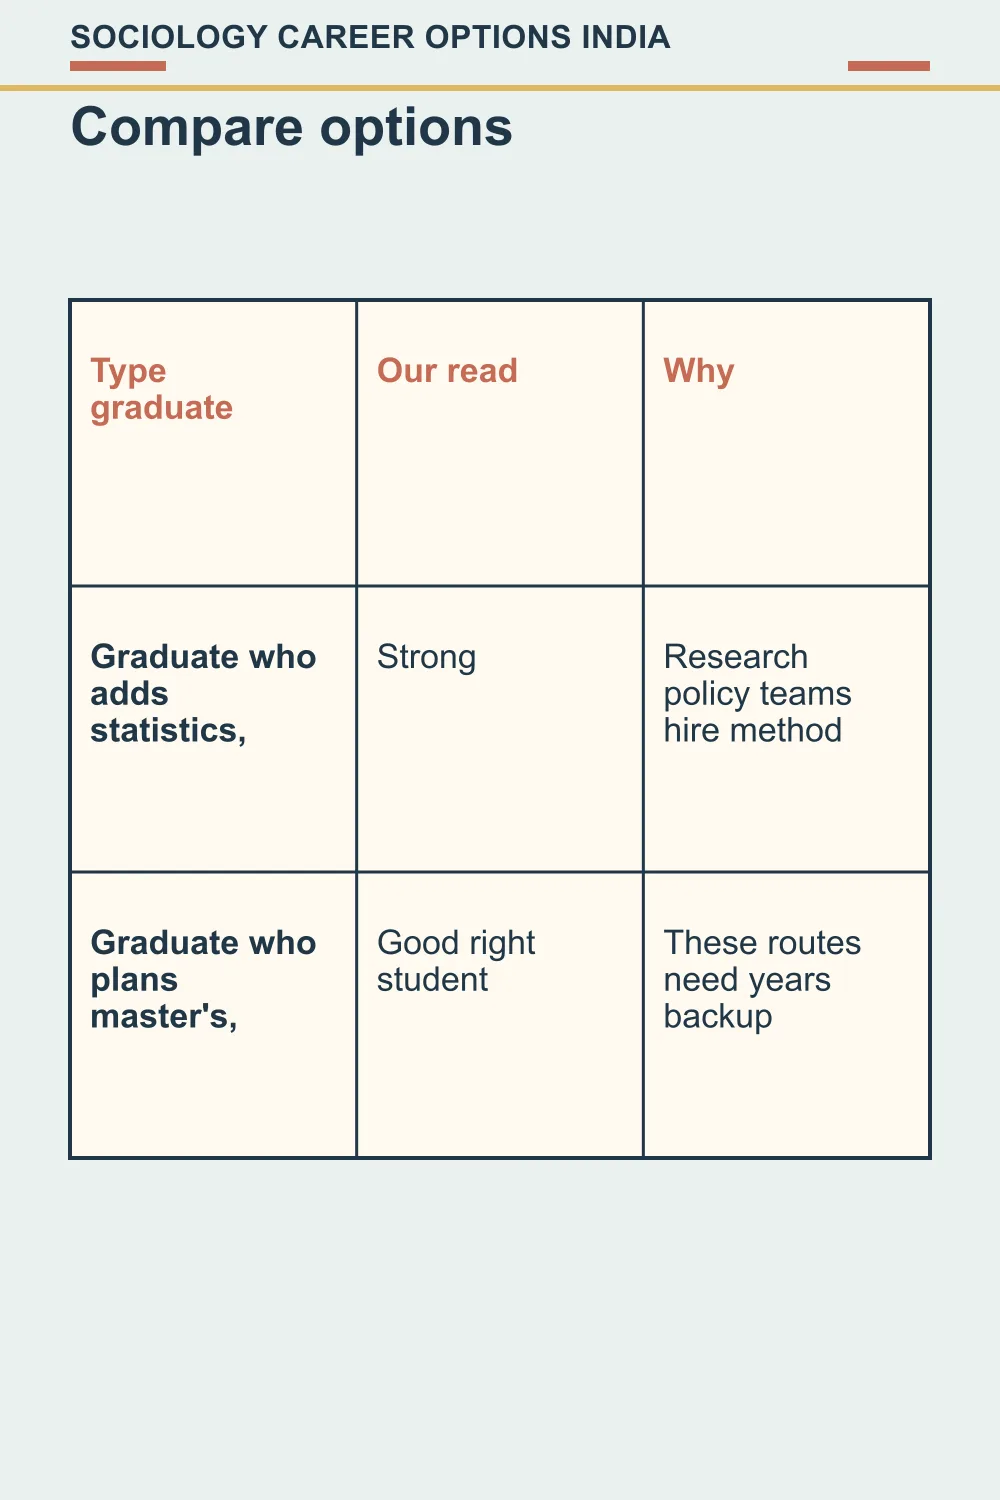 SOCIOLOGY CAREER OPTIONS INDIA
Compare options
Type
graduate
Our read
Why
Graduate who
adds
statistics,
Strong
Research
policy teams
hire method
Graduate who
plans
master's,
Good right
student
These routes
need years
backup